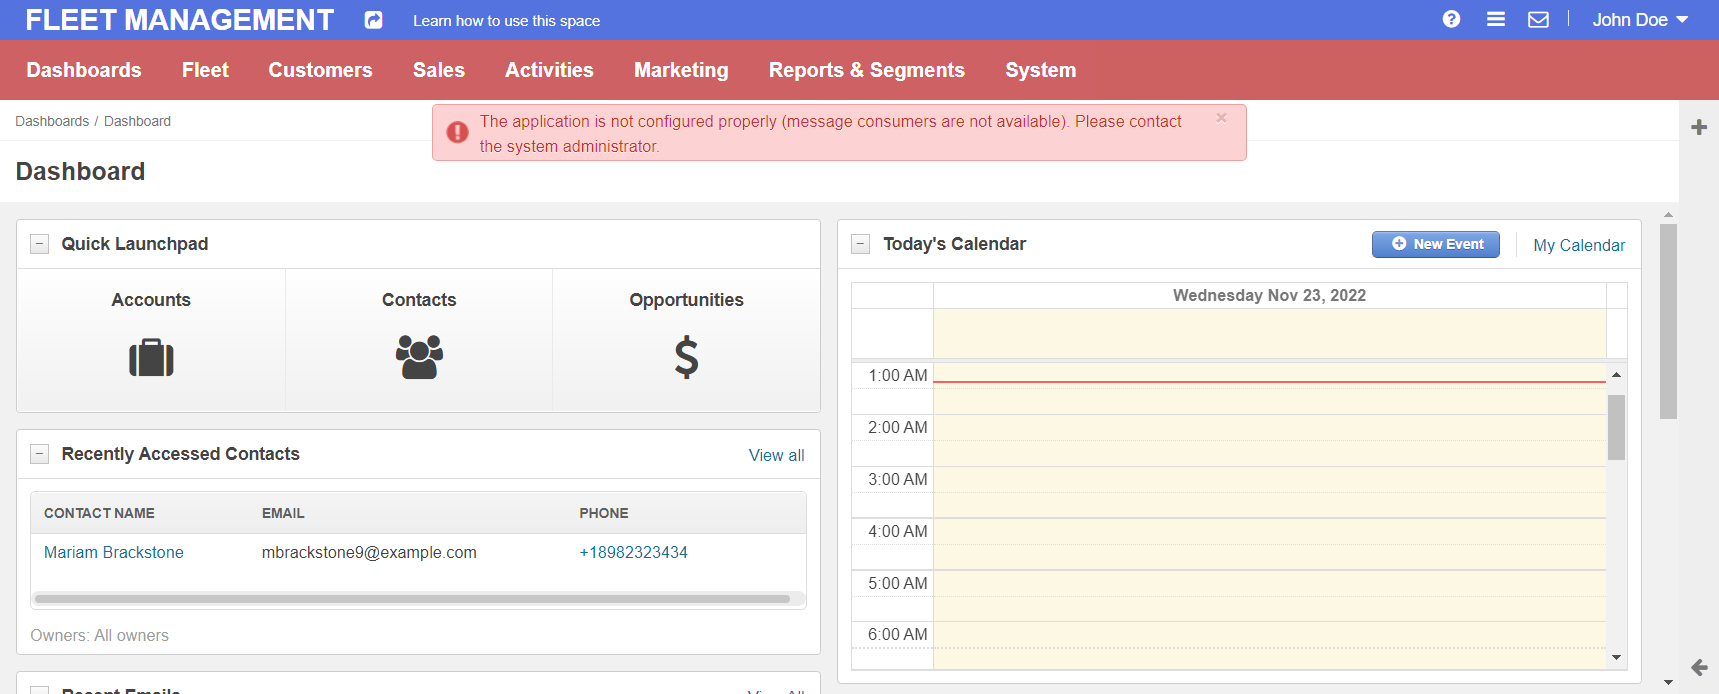 FLEET MANAGEMENT
Learn how to use this space
John Doe
Dashboards
Fleet
Customers
Sales
Activities
Marketing
Reports & Segments
System
Dashboards / Dashboard
The application is not configured properly (message consumers are not available). Please contact
the system administrator.
×
Dashboard
Quick Launchpad
Accounts
Contacts
Opportunities
Recently Accessed Contacts
View all
CONTACT NAME
EMAIL
PHONE
Mariam Brackstone
mbrackstone9@example.com
+18982323434
Owners: All owners
Recent Emails
View All
Today's Calendar
New Event
My Calendar
Wednesday Nov 23, 2022
1:00 AM
2:00 AM
3:00 AM
4:00 AM
5:00 AM
6:00 AM